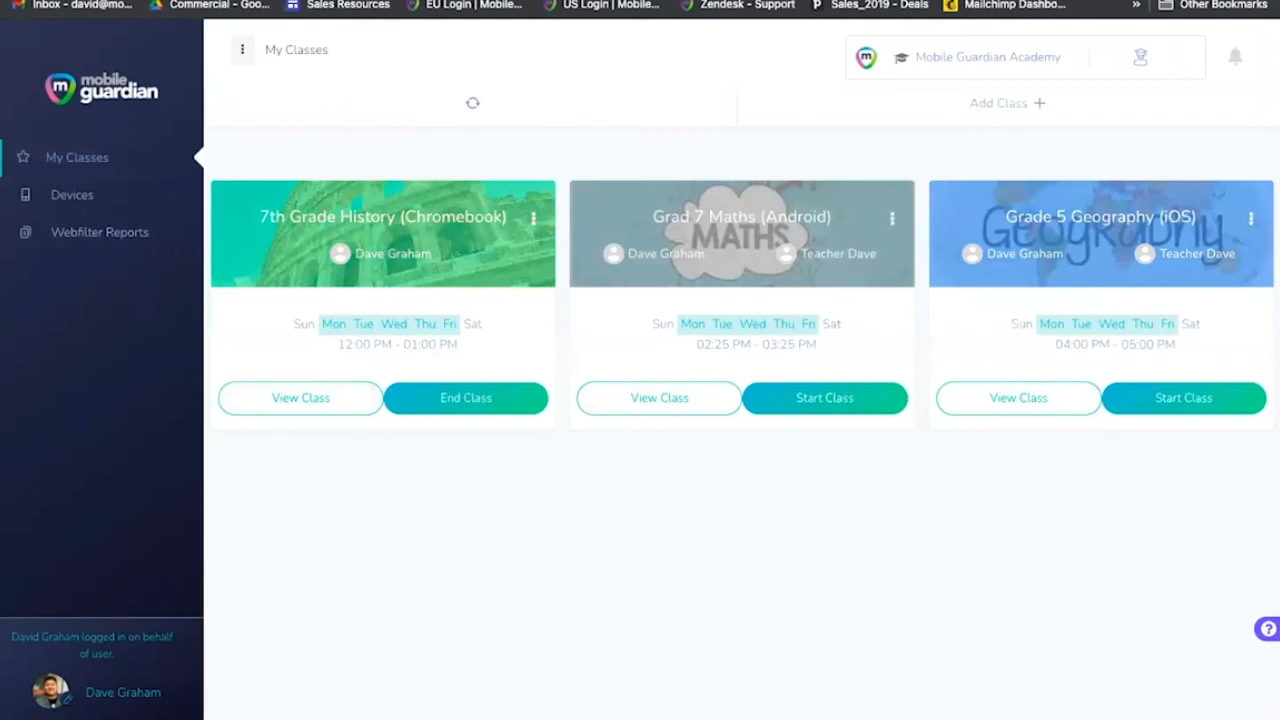 Inbox - david@mo...
Commercial - Goo...
Sales Resources
EU Login | Mobile...
US Login | Mobile...
Zendesk - Support
Sales_2019 - Deals
Mailchimp Dashbo...
»
Other Bookmarks
mobile
guardian
My Classes
Mobile Guardian Academy
Add Class +
My Classes
Devices
Webfilter Reports
7th Grade History (Chromebook)
Dave Graham
Sun Mon Tue Wed Thu Fri Sat
12:00 PM - 01:00 PM
View Class
End Class
Grad 7 Maths (Android)
MATHS
Dave Graham
Teacher Dave
Sun Mon Tue Wed Thu Fri Sat
02:25 PM - 03:25 PM
View Class
Start Class
Grade 5 Geography (iOS)
Geography
Dave Graham
Teacher Dave
Sun Mon Tue Wed Thu Fri Sat
04:00 PM - 05:00 PM
View Class
Start Class
?
David Graham logged in on behalf
of user.
Dave Graham